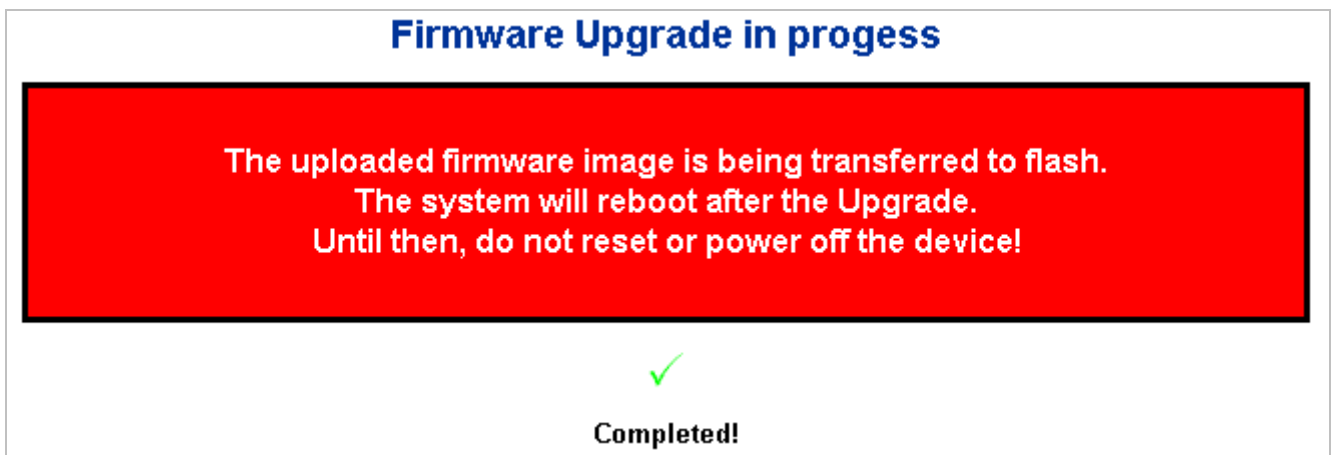 Firmware Upgrade in progess
The uploaded firmware image is being transferred to flash.
The system will reboot after the Upgrade.
Until then, do not reset or power off the device!
Completed!